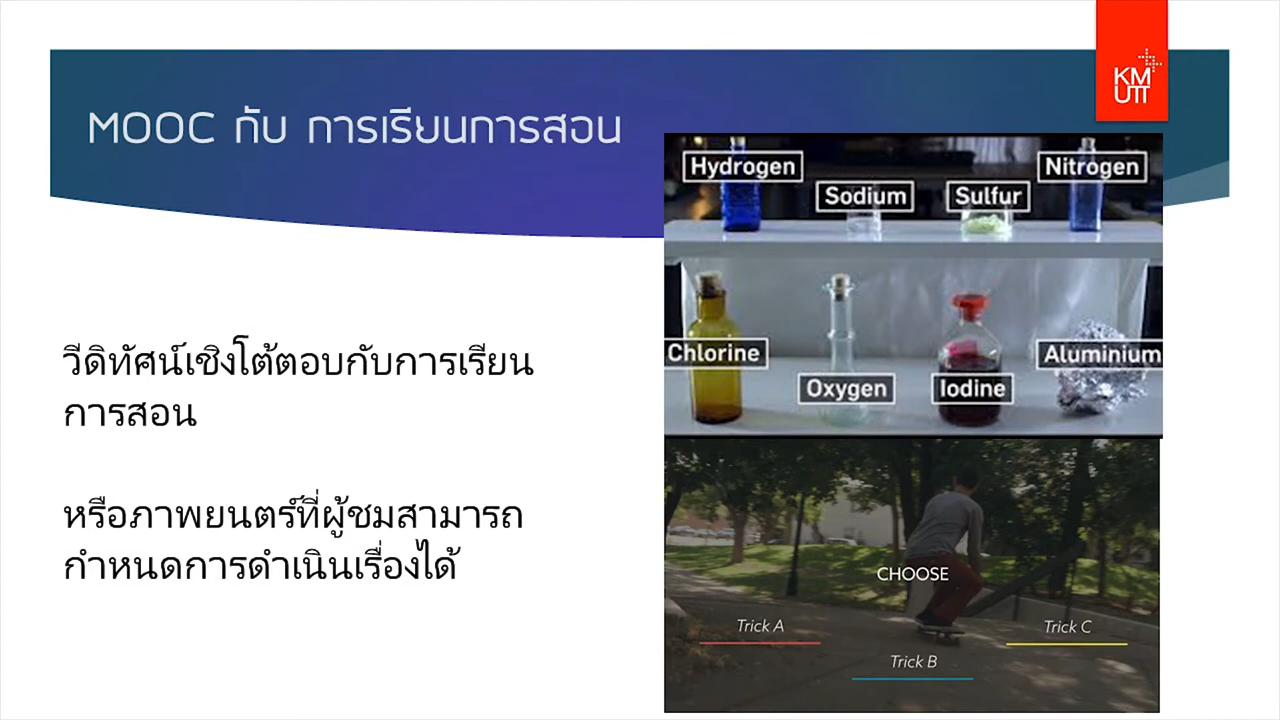 KM
UTT
MOOC กับ การเรียนการสอน
Hydrogen
Nitrogen
Sodium
Sulfur
Chlorine
Aluminium
Oxygen
Iodine
วีดิทัศน์เชิงโต้ตอบกับการเรียน
การสอน
หรือภาพยนตร์ที่ผู้ชมสามารถ
กำหนดการดำเนินเรื่องได้
CHOOSE
Trick A
Trick C
Trick B